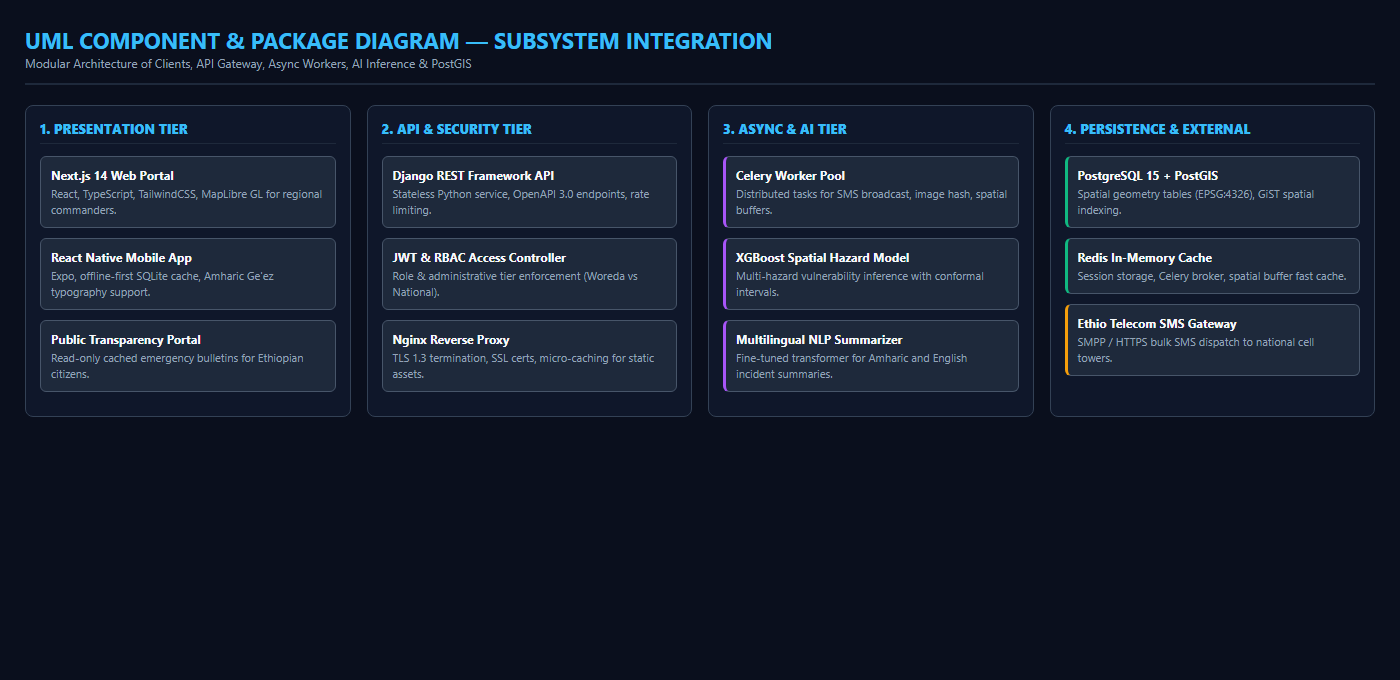 UML COMPONENT & PACKAGE DIAGRAM — SUBSYSTEM INTEGRATION
Modular Architecture of Clients, API Gateway, Async Workers, AI Inference & PostGIS
1. PRESENTATION TIER
Next.js 14 Web Portal
React, TypeScript, TailwindCSS, MapLibre GL for regional
commanders.
React Native Mobile App
Expo, offline-first SQLite cache, Amharic Ge'ez
typography support.
Public Transparency Portal
Read-only cached emergency bulletins for Ethiopian
citizens.
2. API & SECURITY TIER
Django REST Framework API
Stateless Python service, OpenAPI 3.0 endpoints, rate
limiting.
JWT & RBAC Access Controller
Role & administrative tier enforcement (Woreda vs
National).
Nginx Reverse Proxy
TLS 1.3 termination, SSL certs, micro-caching for static
assets.
3. ASYNC & AI TIER
Celery Worker Pool
Distributed tasks for SMS broadcast, image hash, spatial
buffers.
XGBoost Spatial Hazard Model
Multi-hazard vulnerability inference with conformal
intervals.
Multilingual NLP Summarizer
Fine-tuned transformer for Amharic and English
incident summaries.
4. PERSISTENCE & EXTERNAL
PostgreSQL 15 + PostGIS
Spatial geometry tables (EPSG:4326), GiST spatial
indexing.
Redis In-Memory Cache
Session storage, Celery broker, spatial buffer fast cache.
Ethio Telecom SMS Gateway
SMPP / HTTPS bulk SMS dispatch to national cell
towers.